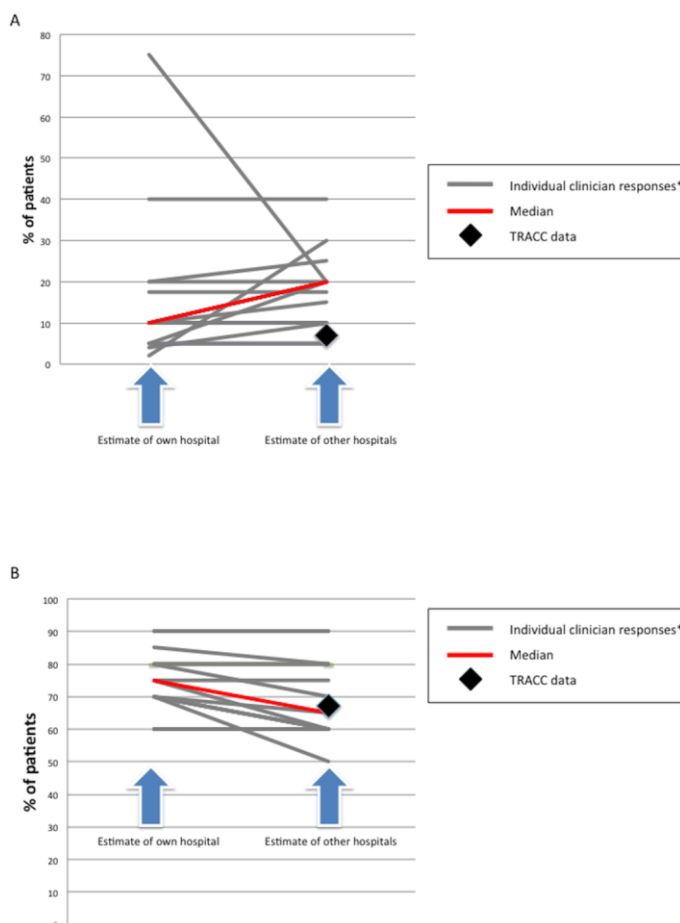 A
80
70
60
50
40
30
20
10
0
% of patients
Individual clinician responses*
Median
TRACC data
Estimate of own hospital
Estimate of other hospitals
B
100
90
80
70
60
50
40
30
20
10
% of patients
Individual clinician responses*
Median
TRACC data
Estimate of own hospital
Estimate of other hospitals